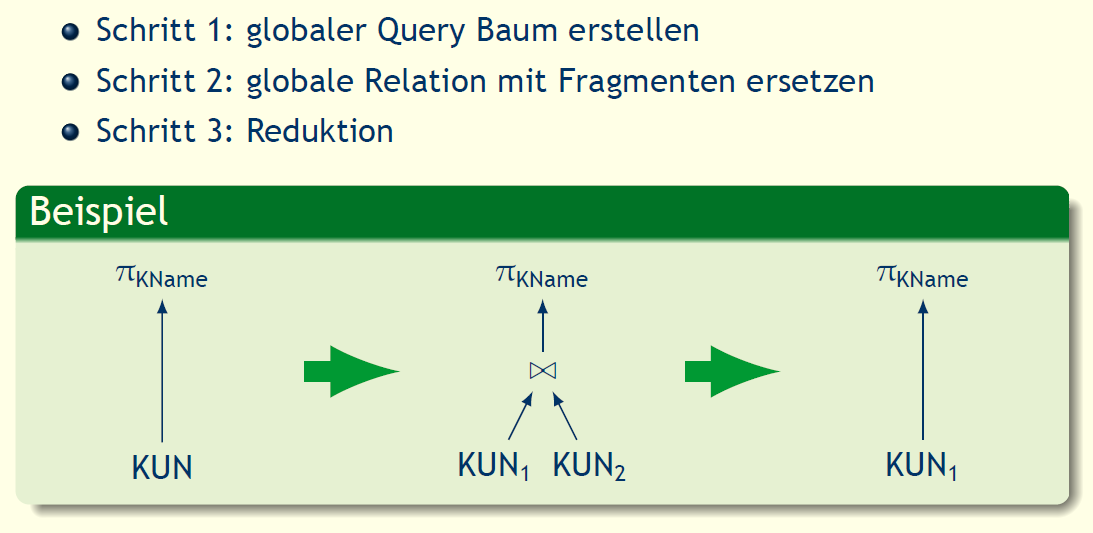 Schritt 1: globaler Query Baum erstellen
Schritt 2: globale Relation mit Fragmenten ersetzen
Schritt 3: Reduktion
Beispiel
πKName πKName πKName
⋈
KUN KUN₁ KUN₂ KUN₁